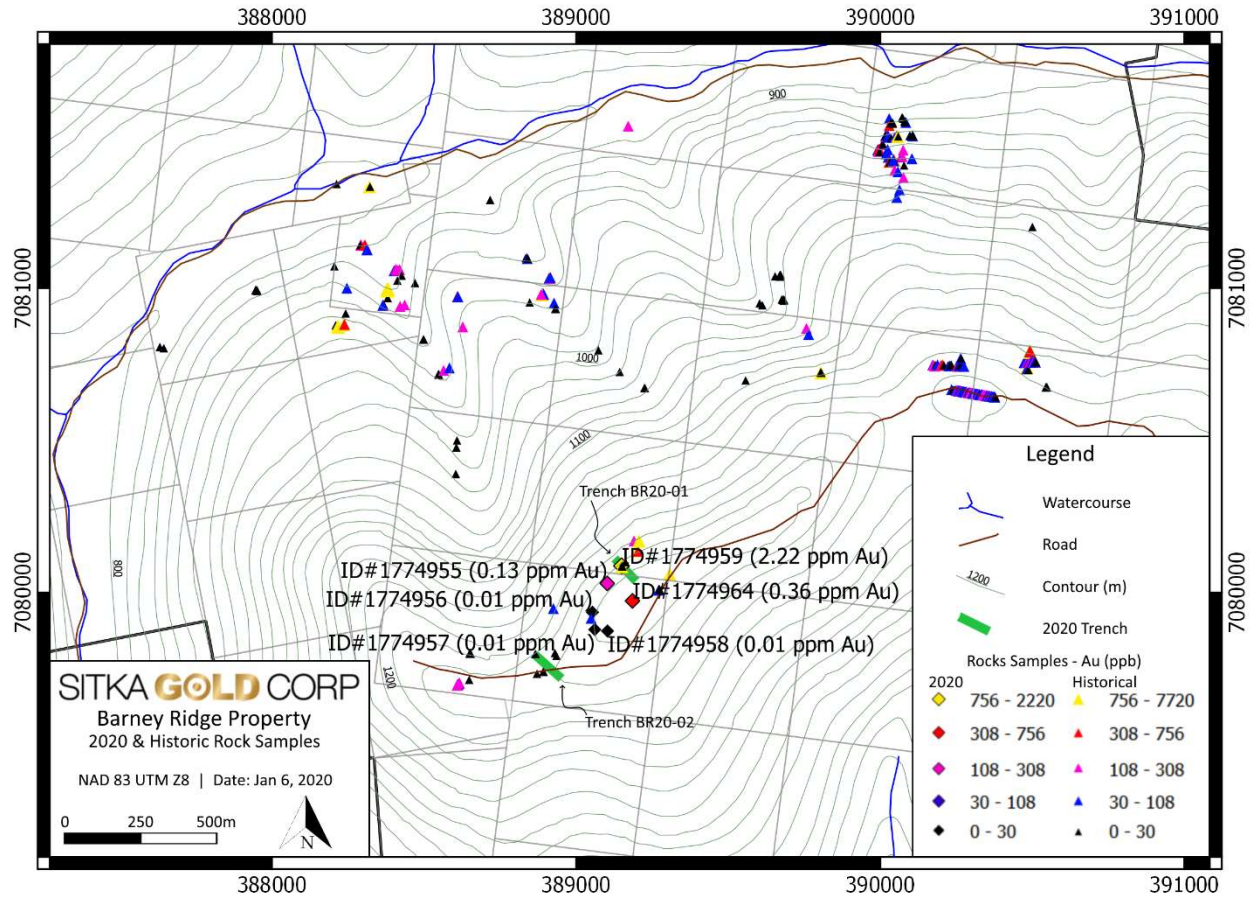 388000 389000 390000 391000
900
7081000 7081000
1000
1100
Trench BR20-01
ID#1774959 (2.22 ppm Au)
ID#1774955 (0.13 ppm Au)
ID#1774964 (0.36 ppm Au)
ID#1774956 (0.01 ppm Au)
800
7080000 7080000
ID#1774957 (0.01 ppm Au)
ID#1774958 (0.01 ppm Au)
1200
Trench BR20-02
SITKA GOLD CORP
Barney Ridge Property
2020 & Historic Rock Samples
NAD 83 UTM Z8 | Date: Jan 6, 2020
0 250 500m
N
Legend
Watercourse
Road
1200 Contour (m)
2020 Trench
Rocks Samples - Au (ppb)
2020 Historical
756 - 2220 756 - 7720
308 - 756 308 - 756
108 - 308 108 - 308
30 - 108 30 - 108
0 - 30 0 - 30
388000 389000 390000 391000